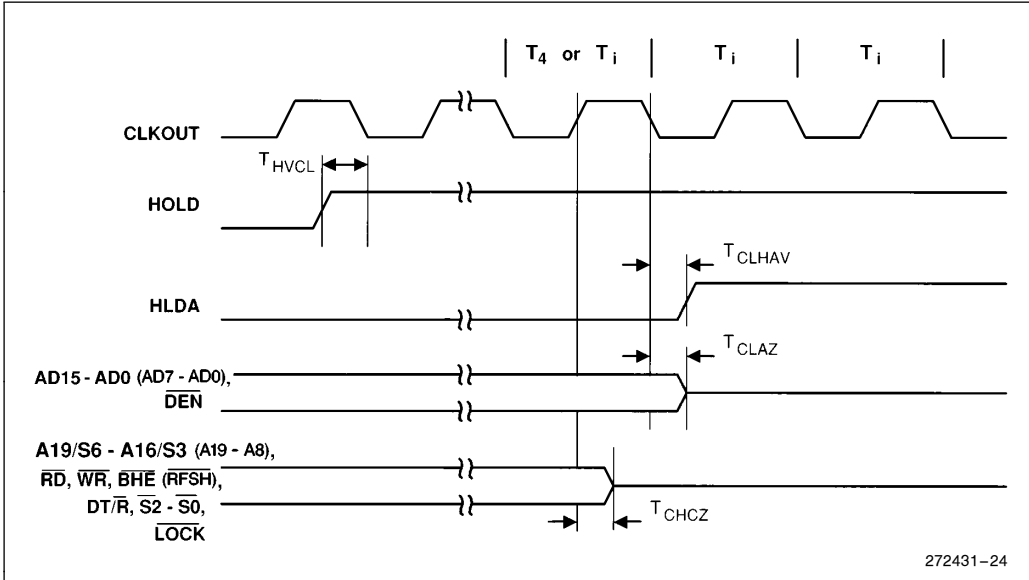 T4 or Ti Ti Ti
CLKOUT
THVCL
HOLD
TCLHAV
HLDA
TCLAZ
AD15 - AD0 (AD7 - AD0),
DEN
A19/S6 - A16/S3 (A19 - A8),
RD, WR, BHE (RFSH),
DT/R, S2 - S0,
TCHCZ
LOCK
272431-24